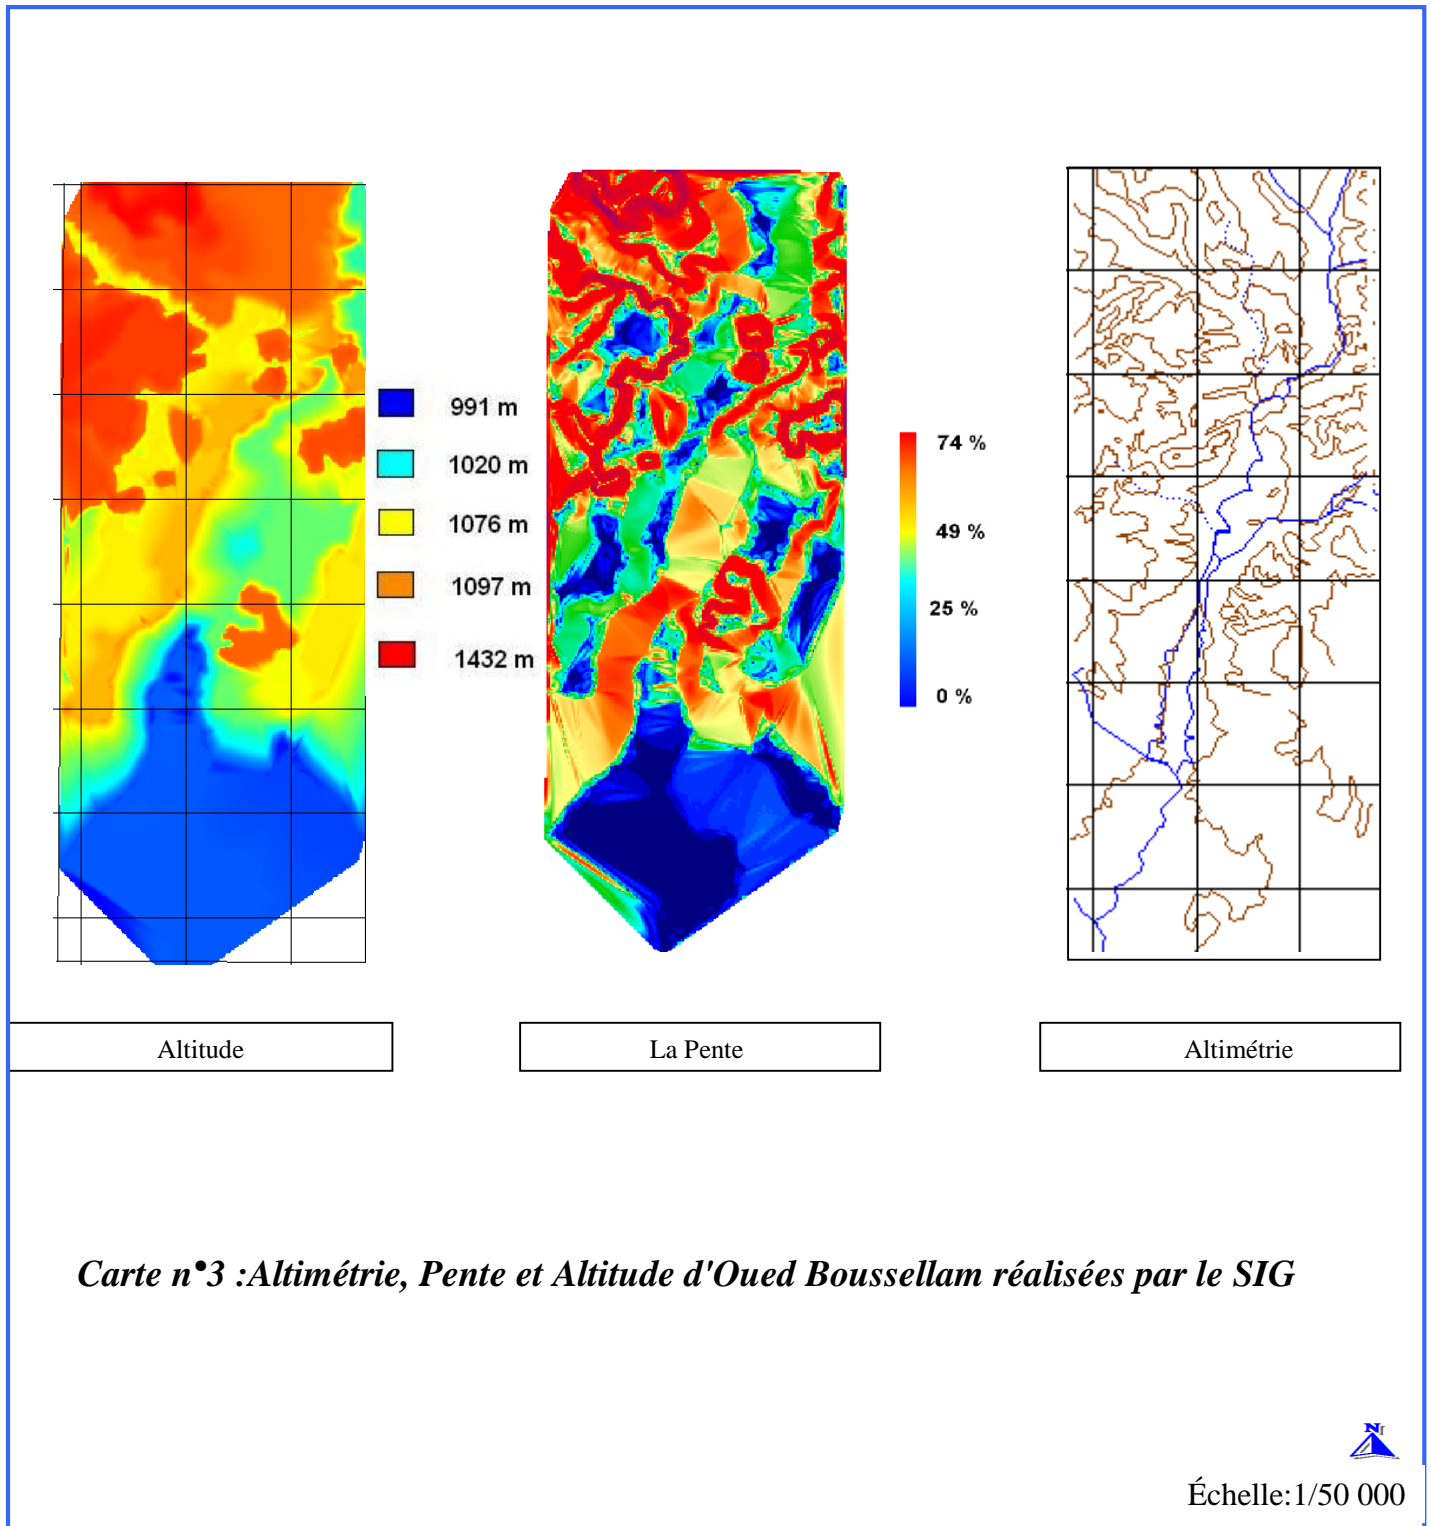 991 m
1020 m
1076 m
1097 m
1432 m
74 %
49 %
25 %
0 %
Altitude
La Pente
Altimétrie
Carte n•3 :Altimétrie, Pente et Altitude d'Oued Boussellam réalisées par le SIG
N
Échelle:1/50 000